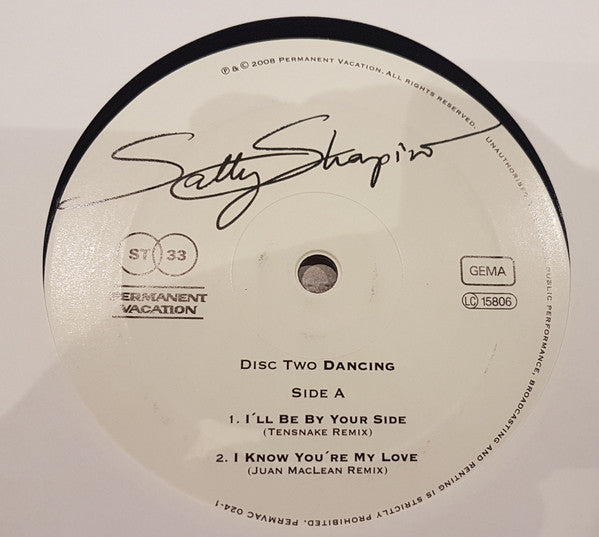 ℗ & © 2008 PERMANENT VACATION. ALL RIGHTS RESERVED. UNAUTHORISED PUBLIC PERFORMANCE, BROADCASTING AND RENTING IS STRICTLY PROHIBITED. PERMVAC 024-1
Sally Shapiro
ST 33
GEMA
PERMANENT
VACATION
LC 15806
DISC TWO DANCING
SIDE A
1. I´LL BE BY YOUR SIDE
(TENSNAKE REMIX)
2. I KNOW YOU´RE MY LOVE
(JUAN MACLEAN REMIX)